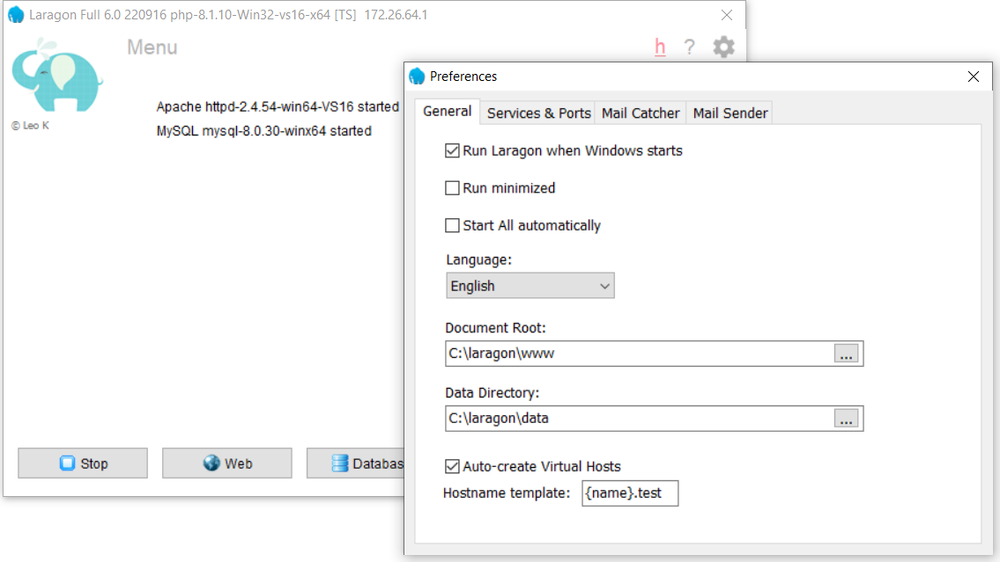 Laragon Full 6.0 220916 php-8.1.10-Win32-vs16-x64 [TS] 172.26.64.1
Menu
h ?
© Leo K
Apache httpd-2.4.54-win64-VS16 started
MySQL mysql-8.0.30-winx64 started
Stop
Web
Databas
Preferences
General
Services & Ports
Mail Catcher
Mail Sender
Run Laragon when Windows starts
Run minimized
Start All automatically
Language:
English
Document Root:
C:\laragon\www
...
Data Directory:
C:\laragon\data
...
Auto-create Virtual Hosts
Hostname template: {name}.test